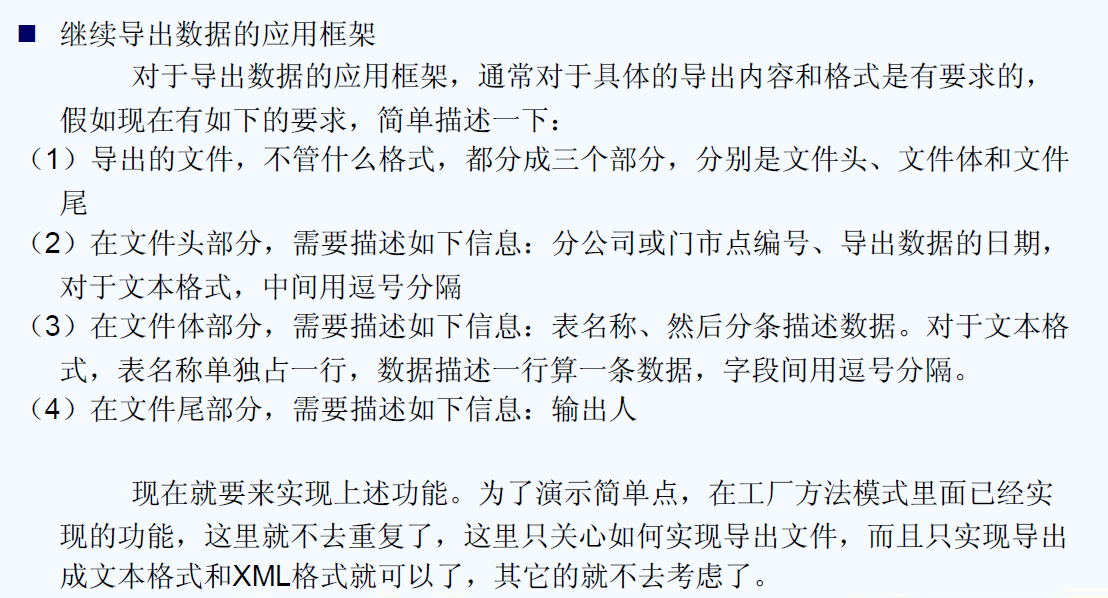 ■ 继续导出数据的应用框架
对于导出数据的应用框架，通常对于具体的导出内容和格式是有要求的，
假如现在有如下的要求，简单描述一下：
（1）导出的文件，不管什么格式，都分成三个部分，分别是文件头、文件体和文件
尾
（2）在文件头部分，需要描述如下信息：分公司或门市点编号、导出数据的日期，
对于文本格式，中间用逗号分隔
（3）在文件体部分，需要描述如下信息：表名称、然后分条描述数据。对于文本格
式，表名称单独占一行，数据描述一行算一条数据，字段间用逗号分隔。
（4）在文件尾部分，需要描述如下信息：输出人
现在就要来实现上述功能。为了演示简单点，在工厂方法模式里面已经实
现的功能，这里就不去重复了，这里只关心如何实现导出文件，而且只实现导出
成文本格式和XML格式就可以了，其它的就不去考虑了。